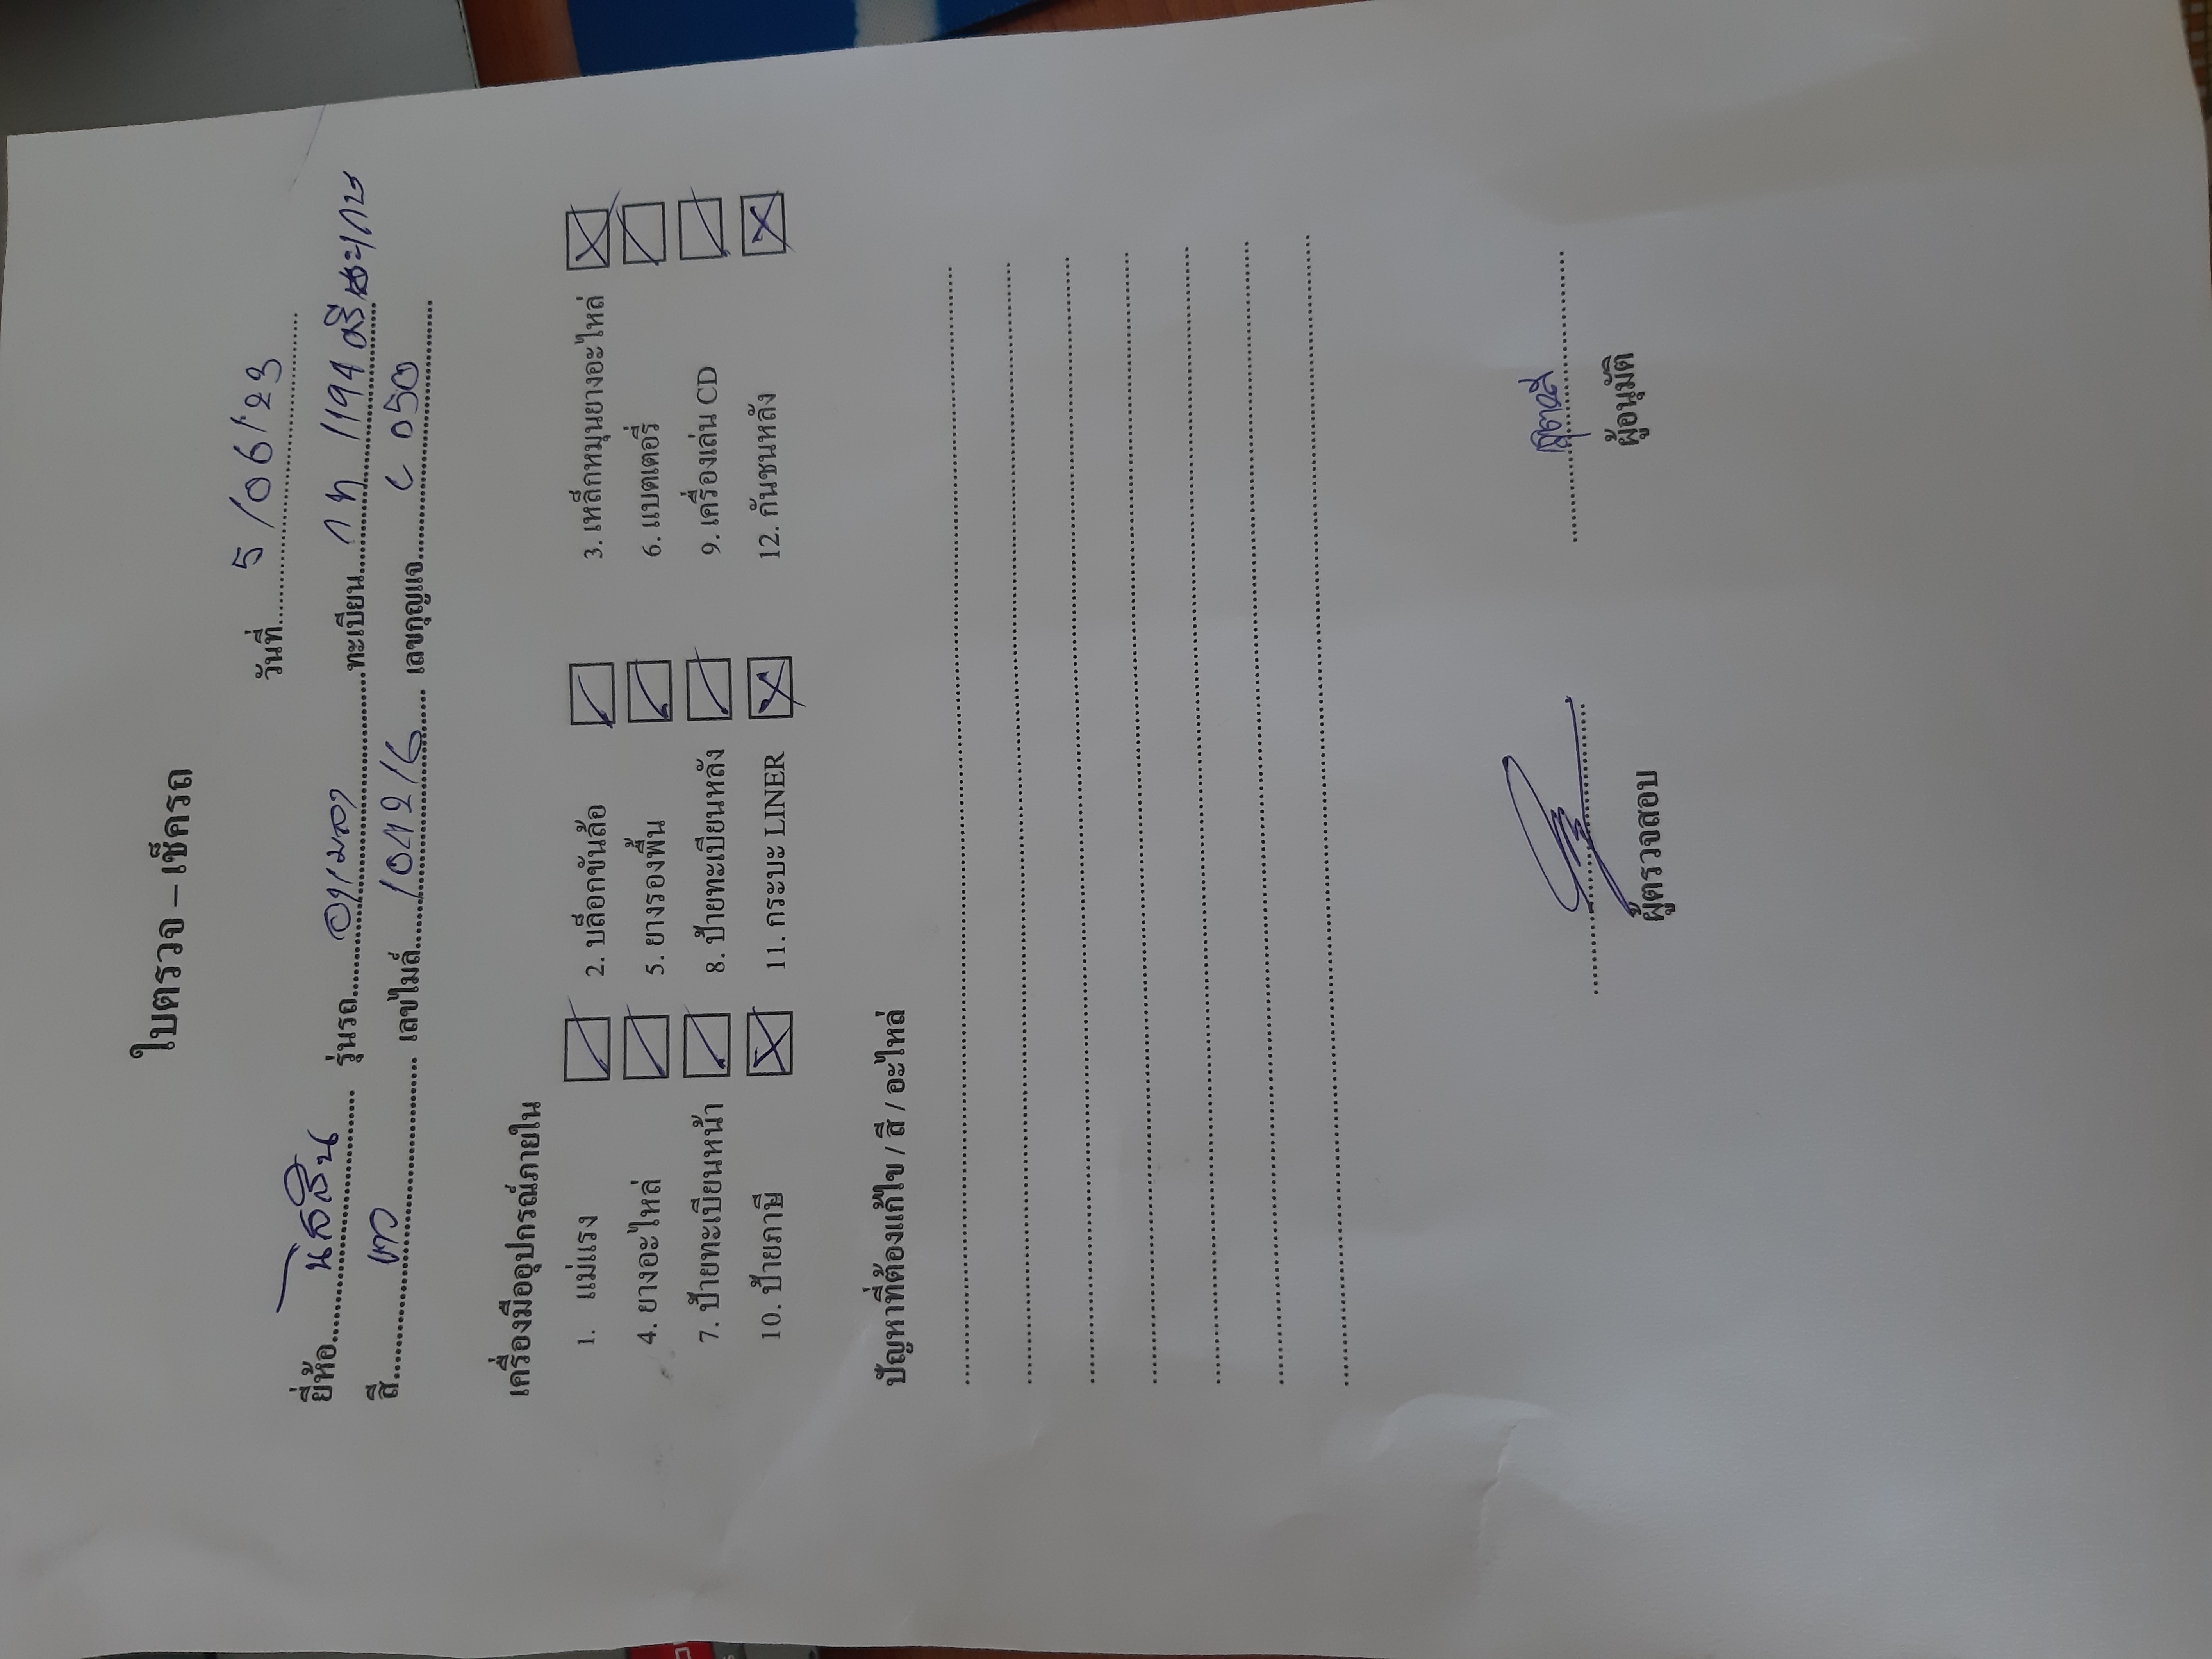 ใบตรวจ – เช็ครถ
วันที่ 5/06/23
ยี่ห้อ นิสสัน รุ่นรถ อเมล่า ทะเบียน กท 1194 ศรีสะเกษ
สี เทา เลขไมล์ เลขกุญแจ C 050
เครื่องมืออุปกรณ์ภายใน
1. แม่แรง ☑ 2. บล็อกขันล้อ ☑ 3. เหล็กหมุนยางอะไหล่ ☒
4. ยางอะไหล่ ☑ 5. ยางรองพื้น ☑ 6. แบตเตอรี่ ☑
7. ป้ายทะเบียนหน้า ☑ 8. ป้ายทะเบียนหลัง ☑ 9. เครื่องเล่น CD ☑
10. ป้ายภาษี ☒ 11. กระบะ LINER ☒ 12. กันชนหลัง ☒
ปัญหาที่ต้องแก้ไข / สี / อะไหล่
ผู้ตรวจสอบ ผู้อนุมัติ